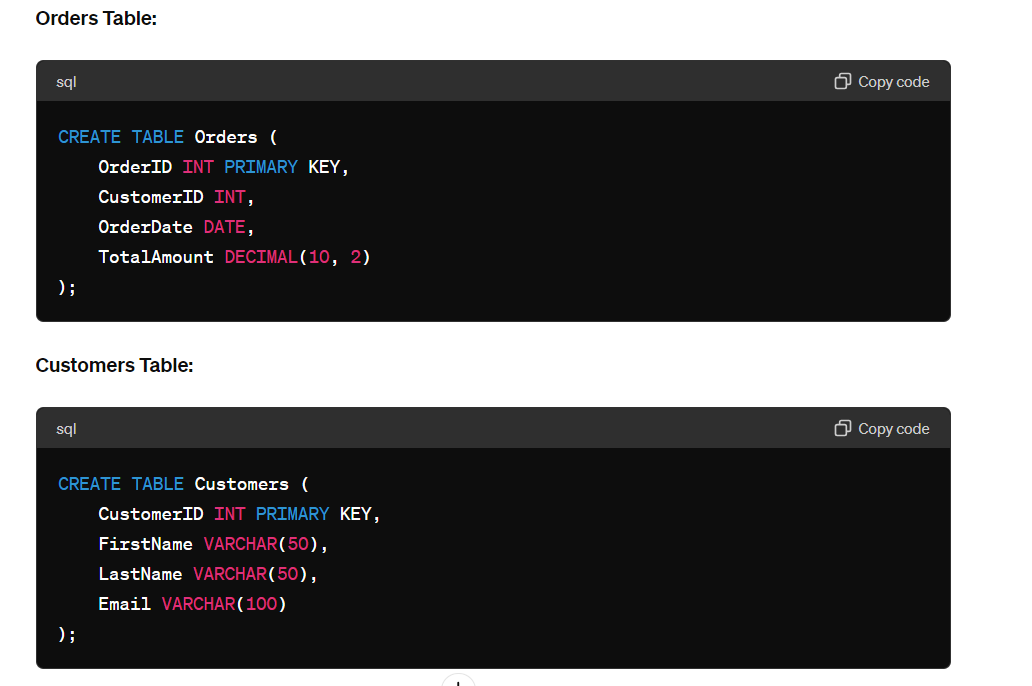 Orders Table:
sql
Copy code
CREATE TABLE Orders (
    OrderID INT PRIMARY KEY,
    CustomerID INT,
    OrderDate DATE,
    TotalAmount DECIMAL(10, 2)
);
Customers Table:
sql
Copy code
CREATE TABLE Customers (
    CustomerID INT PRIMARY KEY,
    FirstName VARCHAR(50),
    LastName VARCHAR(50),
    Email VARCHAR(100)
);